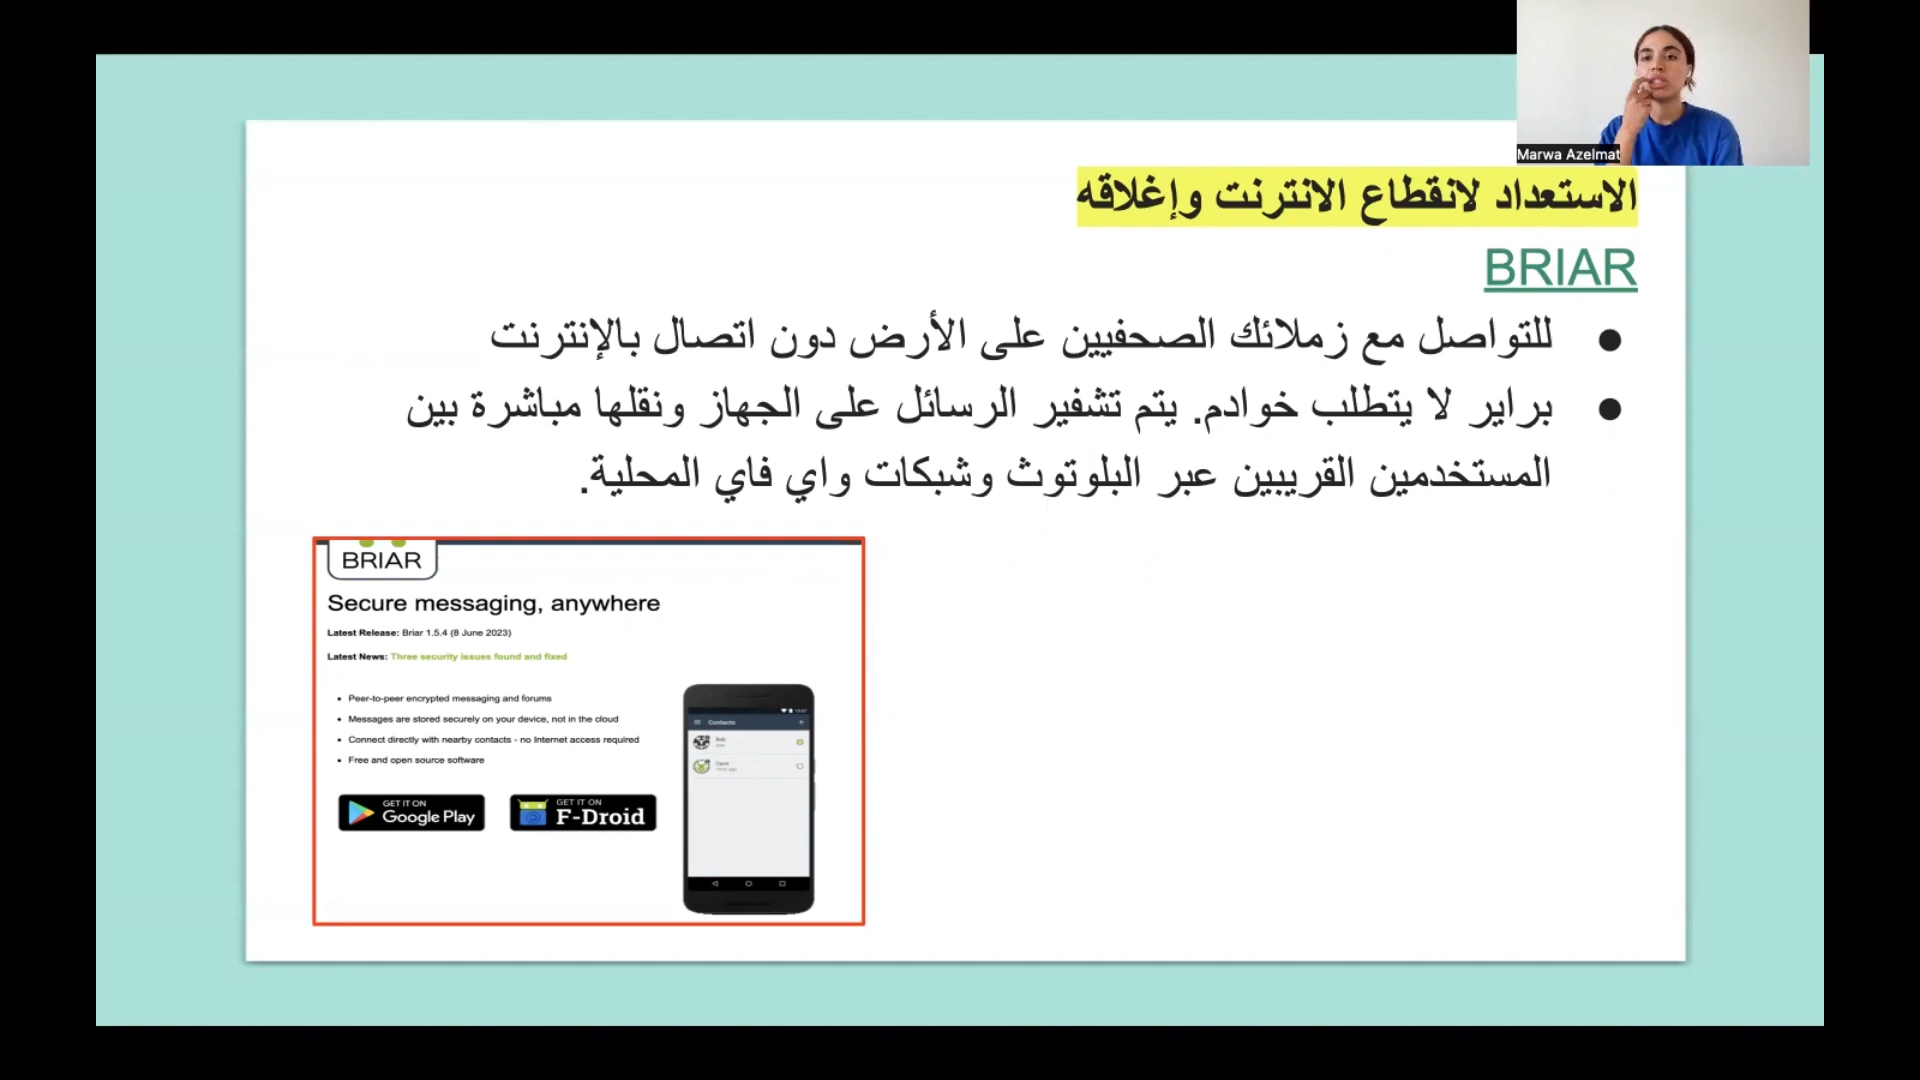 Marwa Azelmat
الاستعداد لانقطاع الانترنت وإغلاقه
BRIAR
● للتواصل مع زملائك الصحفيين على الأرض دون اتصال بالإنترنت
● براير لا يتطلب خوادم. يتم تشفير الرسائل على الجهاز ونقلها مباشرة بين
المستخدمين القريبين عبر البلوتوث وشبكات واي فاي المحلية.
BRIAR
Secure messaging, anywhere
Latest Release: Briar 1.5.4 (8 June 2023)
Latest News: Three security issues found and fixed
• Peer-to-peer encrypted messaging and forums
• Messages are stored securely on your device, not in the cloud
• Connect directly with nearby contacts - no Internet access required
• Free and open source software
GET IT ON
Google Play
GET IT ON
F-Droid
Contacts